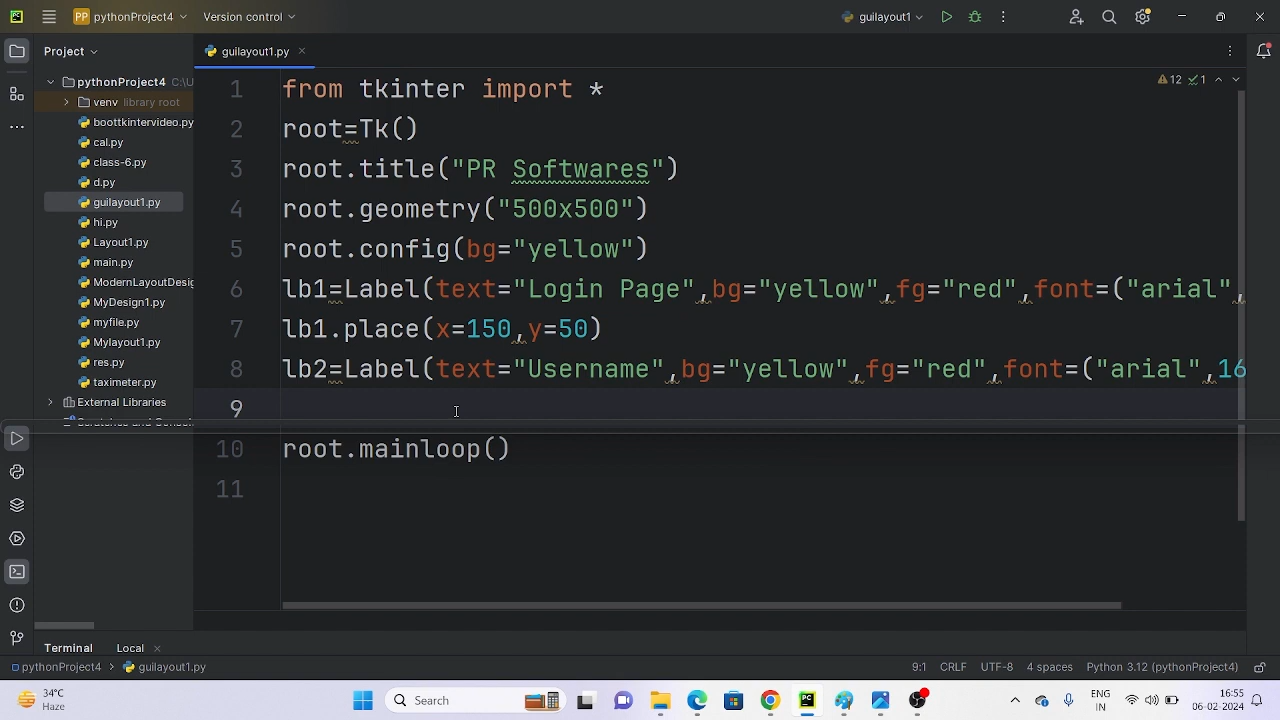 PP pythonProject4 Version control guilayout1
Project guilayout1.py
pythonProject4 C:\U
venv library root
boottkintervideo.py
cal.py
class-6.py
d.py
guilayout1.py
hi.py
Layout1.py
main.py
ModernLayoutDesig
MyDesign1.py
myfile.py
Mylayout1.py
res.py
taximeter.py
External Libraries
12 1
1 from tkinter import *
2 root=Tk()
3 root.title("PR Softwares")
4 root.geometry("500x500")
5 root.config(bg="yellow")
6 lb1=Label(text="Login Page",bg="yellow",fg="red",font=("arial",
7 lb1.place(x=150,y=50)
8 lb2=Label(text="Username",bg="yellow",fg="red",font=("arial",16
9
10 root.mainloop()
11
Terminal Local
pythonProject4 > guilayout1.py 9:1 CRLF UTF-8 4 spaces Python 3.12 (pythonProject4)
34°C
Haze
Search
ENG
IN
16:55
06-02-2024